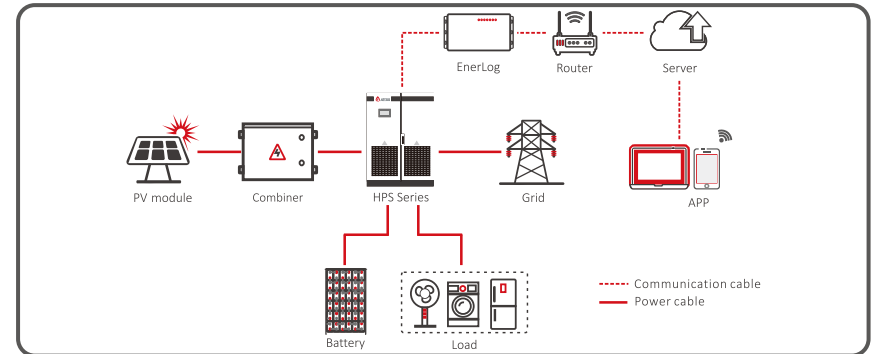 EnerLog
Router
Server
PV module
Combiner
HPS Series
Grid
APP
Communication cable
Power cable
Battery
Load